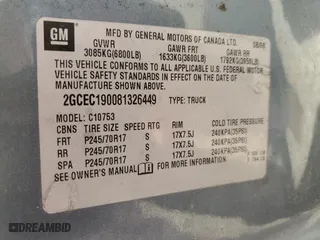 GM
MFD BY GENERAL MOTORS OF CANADA LTD.
GVWR GAWR FRT GAWR RR
3085KG(6800LB) 1633KG(3600LB) 1792KG(3950LB)
THIS VEHICLE CONFORMS TO ALL APPLICABLE U.S. FEDERAL
MOTOR VEHICLE SAFETY STANDARDS IN EFFECT ON THE DATE OF
MANUFACTURE SHOWN ABOVE.
2GCEC190081326449 TYPE: TRUCK
MODEL: C10753
CBNS TIRE SIZE SPEED RTG RIM COLD TIRE PRESSURE
FRT P245/70R17 S 17X7.5J 240KPA(35PSI)
RR P245/70R17 S 17X7.5J 240KPA(35PSI)
SPA P245/70R17 S 17X7.5J 240KPA(35PSI)
SEE OWNER'S MANUAL FOR MORE INFORMATION.
DREAMBID